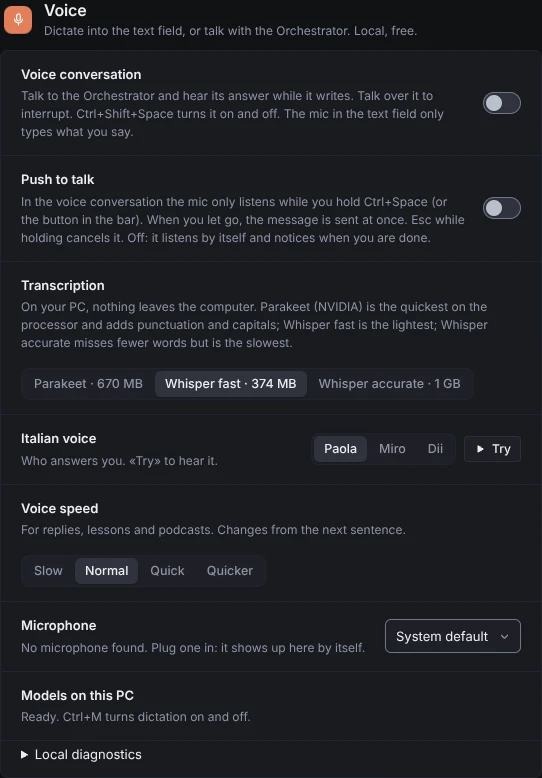 Voice
Dictate into the text field, or talk with the Orchestrator. Local, free.
Voice conversation
Talk to the Orchestrator and hear its answer while it writes. Talk over it to
interrupt. Ctrl+Shift+Space turns it on and off. The mic in the text field only
types what you say.
Push to talk
In the voice conversation the mic only listens while you hold Ctrl+Space (or
the button in the bar). When you let go, the message is sent at once. Esc while
holding cancels it. Off: it listens by itself and notices when you are done.
Transcription
On your PC, nothing leaves the computer. Parakeet (NVIDIA) is the quickest on the
processor and adds punctuation and capitals; Whisper fast is the lightest; Whisper
accurate misses fewer words but is the slowest.
Parakeet · 670 MB Whisper fast · 374 MB Whisper accurate · 1 GB
Italian voice
Who answers you. «Try» to hear it.
Paola Miro Dii Try
Voice speed
For replies, lessons and podcasts. Changes from the next sentence.
Slow Normal Quick Quicker
Microphone
No microphone found. Plug one in: it shows up here by itself.
System default
Models on this PC
Ready. Ctrl+M turns dictation on and off.
Local diagnostics